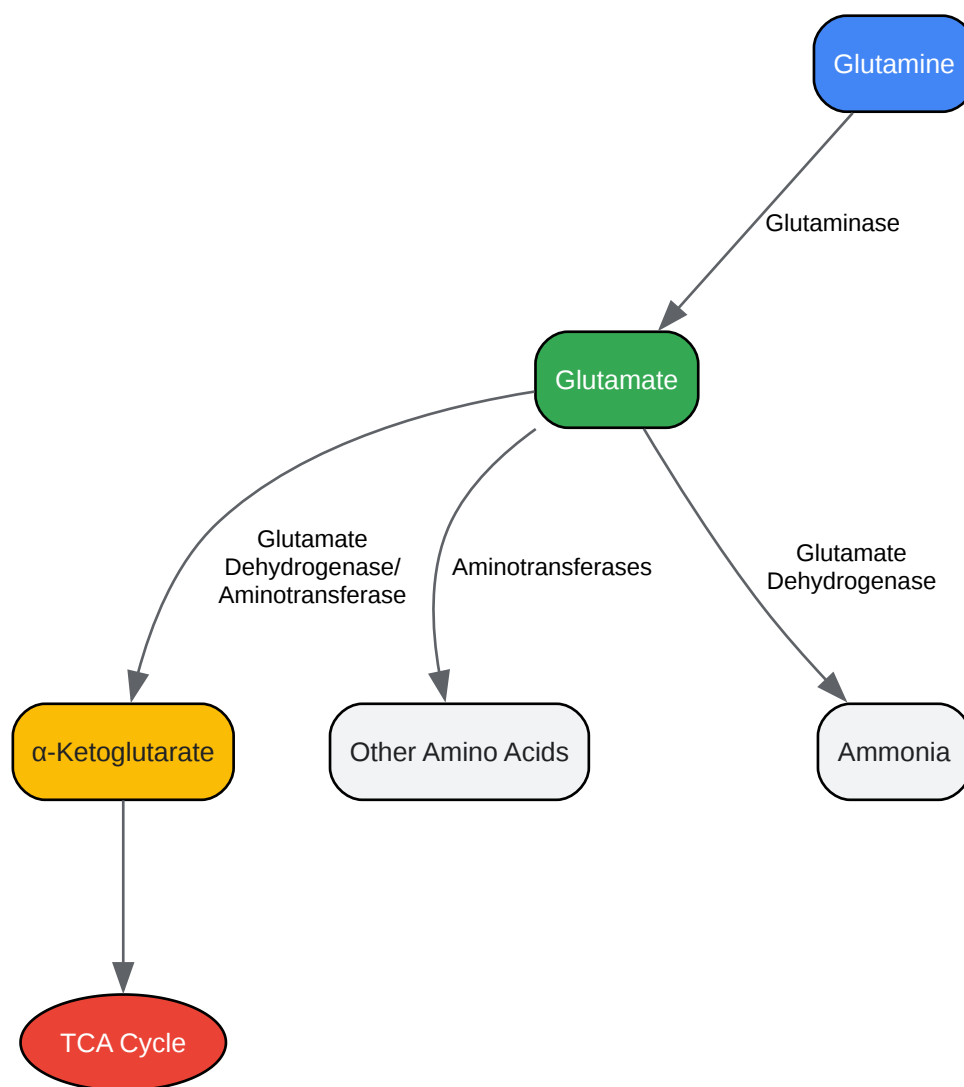 Glutamine
Glutaminase
Glutamate
Glutamate
Dehydrogenase/
Aminotransferase
Aminotransferases
Glutamate
Dehydrogenase
α-Ketoglutarate
Other Amino Acids
Ammonia
TCA Cycle